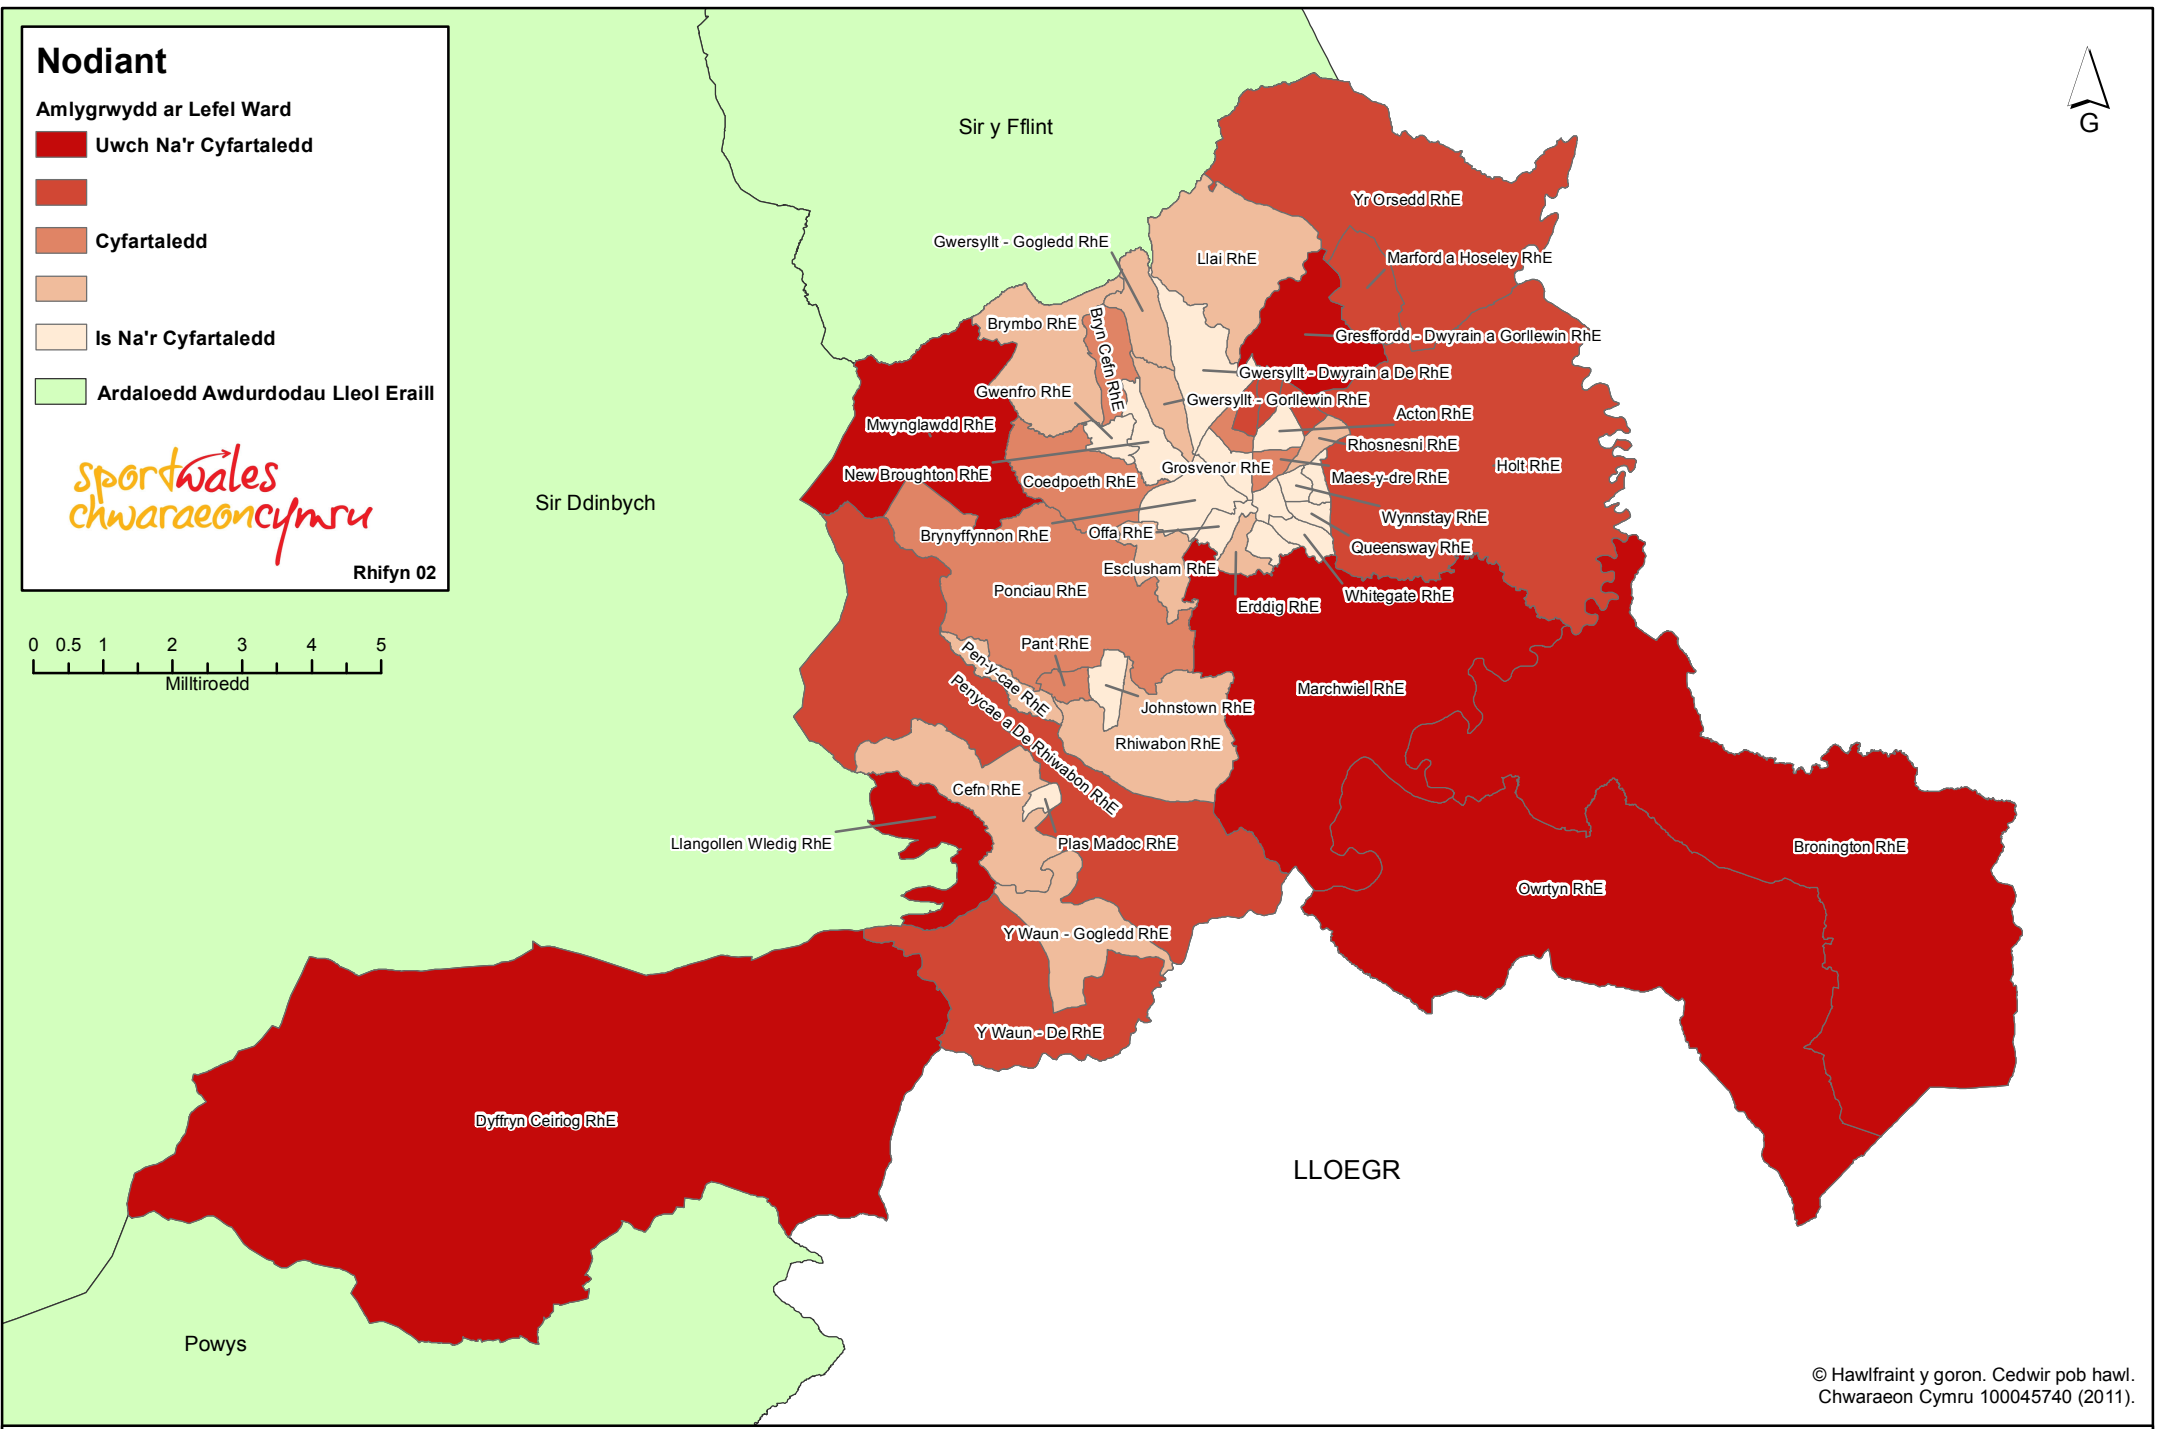 Nodiant
Amlygrwydd ar Lefel Ward
Uwch Na'r Cyfartaledd
Cyfartaledd
Is Na'r Cyfartaledd
Ardaloedd Awdurdodau Lleol Eraill
sportwales
chwaraeoncymru
Rhifyn 02
0 0.5 1 2 3 4 5
Milltiroedd
G
Sir y Fflint
Yr Orsedd RhE
Gwersyllt - Gogledd RhE
Llai RhE
Marford a Hoseley RhE
Brymbo RhE
Bryn Cefn RhE
Gresffordd - Dwyrain a Gorllewin RhE
Gwersyllt - Dwyrain a De RhE
Gwenfro RhE
Gwersyllt - Gorllewin RhE
Acton RhE
Mwynglawdd RhE
Rhosnesni RhE
New Broughton RhE
Grosvenor RhE
Holt RhE
Coedpoeth RhE
Maes-y-dre RhE
Sir Ddinbych
Wynnstay RhE
Brynyffynnon RhE
Offa RhE
Queensway RhE
Esclusham RhE
Ponciau RhE
Whitegate RhE
Erddig RhE
Pant RhE
Pen-y-cae RhE
Penycae a De Rhiwabon RhE
Marchwiel RhE
Johnstown RhE
Rhiwabon RhE
Cefn RhE
Llangollen Wledig RhE
Plas Madoc RhE
Bronington RhE
Owrtyn RhE
Y Waun - Gogledd RhE
Y Waun - De RhE
Dyffryn Ceiriog RhE
LLOEGR
Powys
© Hawlfraint y goron. Cedwir pob hawl.
Chwaraeon Cymru 100045740 (2011).